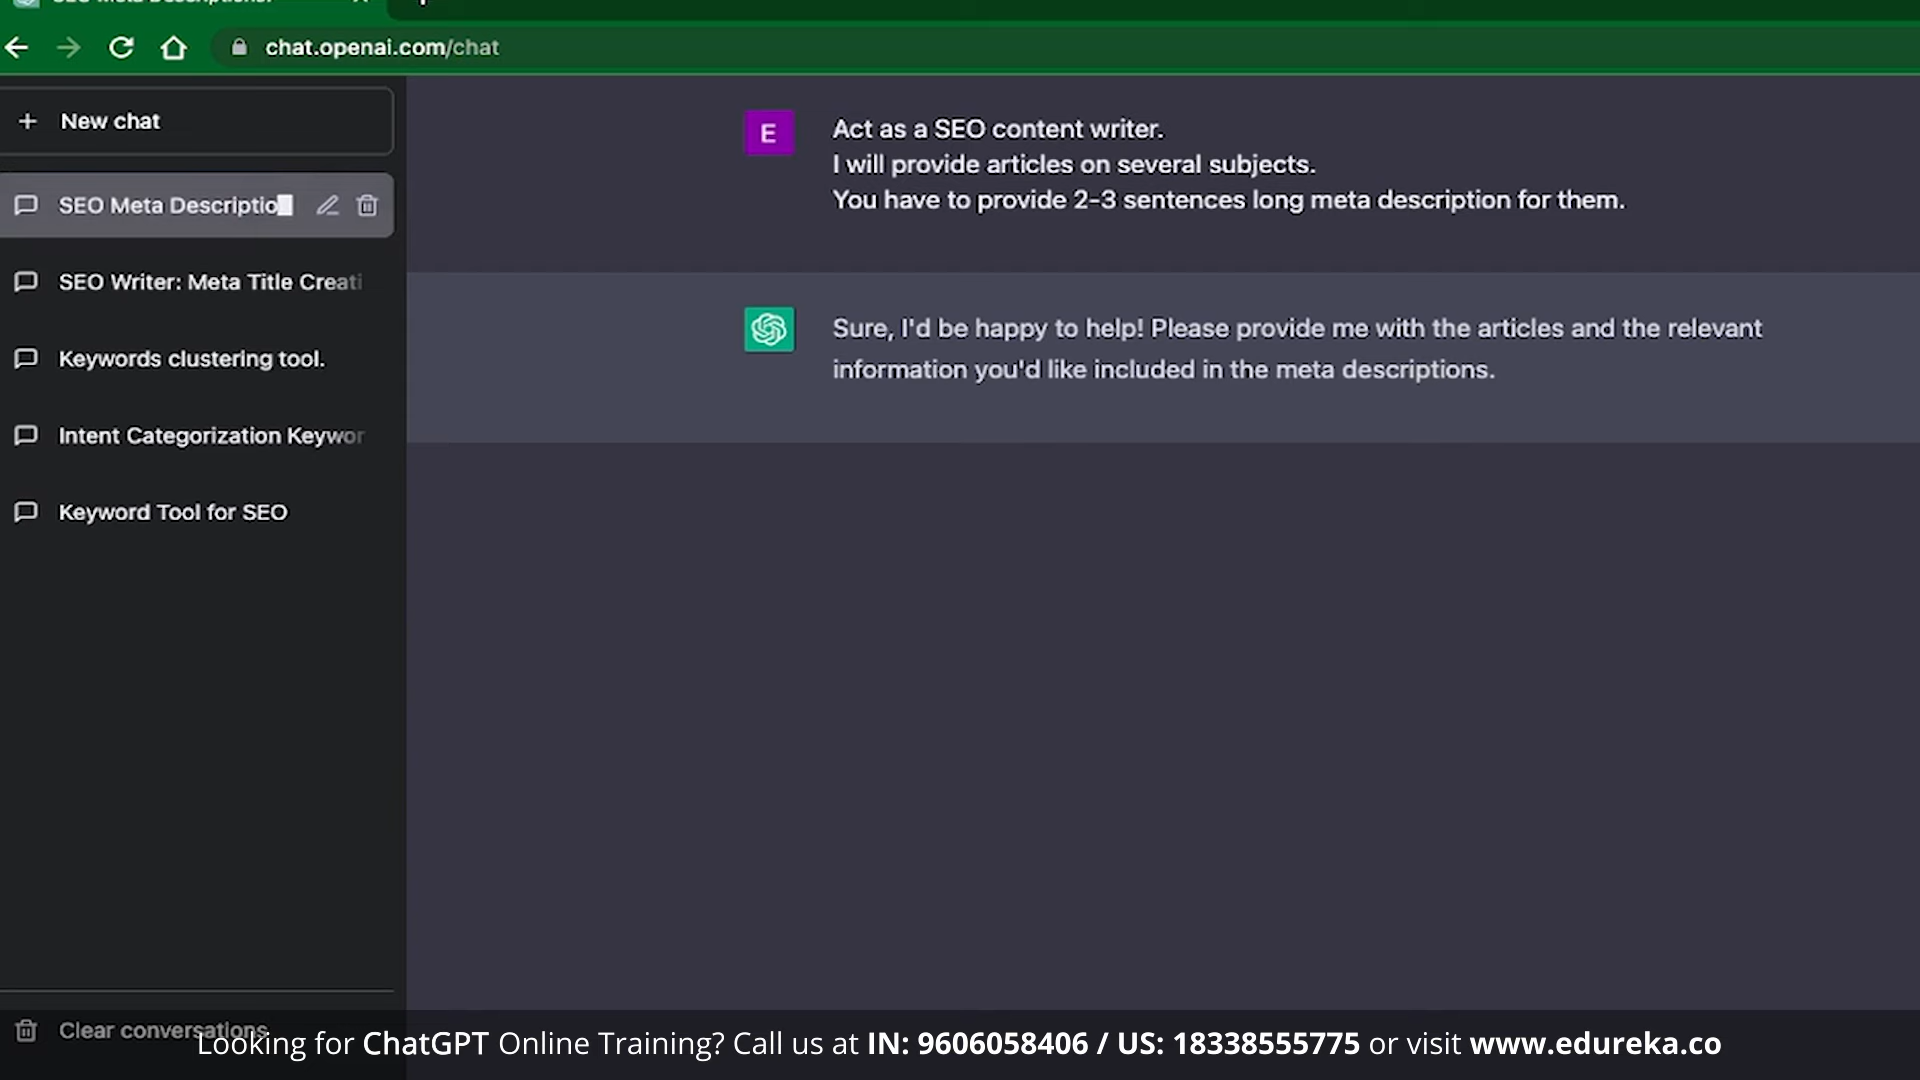 chat.openai.com/chat
New chat
SEO Meta Descriptio
SEO Writer: Meta Title Creati
Keywords clustering tool.
Intent Categorization Keywor
Keyword Tool for SEO
Clear conversations
E
Act as a SEO content writer.
I will provide articles on several subjects.
You have to provide 2-3 sentences long meta description for them.
Sure, I'd be happy to help! Please provide me with the articles and the relevant
information you'd like included in the meta descriptions.
Looking for ChatGPT Online Training? Call us at IN: 9606058406 / US: 18338555775 or visit www.edureka.co